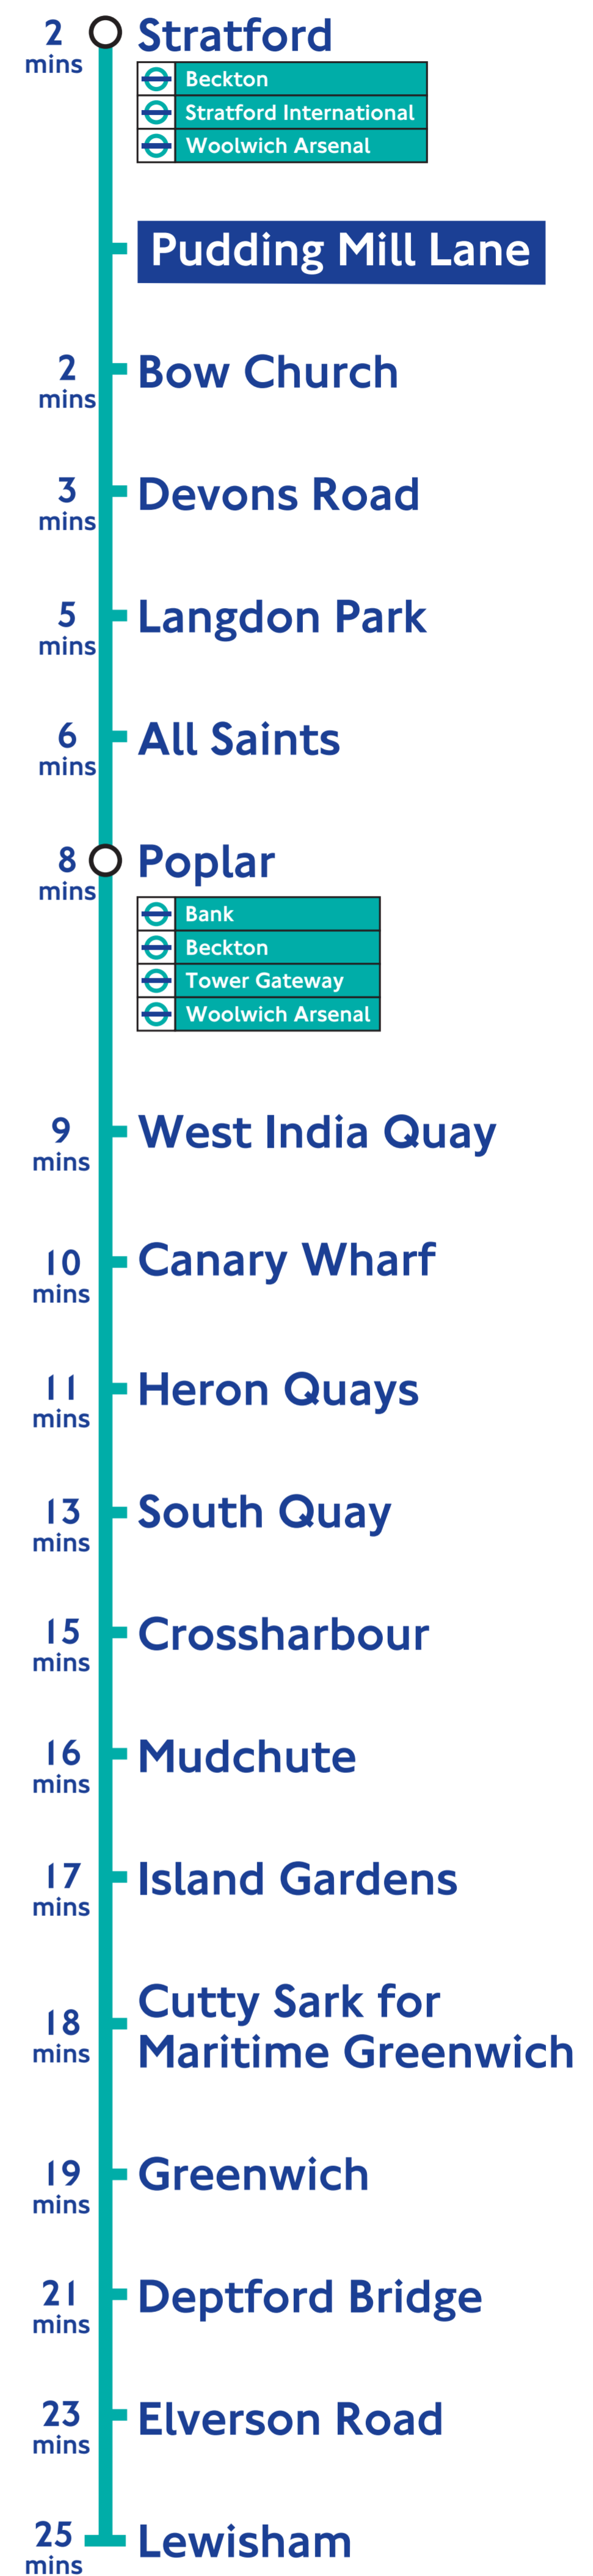 2
mins
Stratford
Beckton
Stratford International
Woolwich Arsenal
Pudding Mill Lane
2
mins
Bow Church
3
mins
Devons Road
5
mins
Langdon Park
6
mins
All Saints
8
mins
Poplar
Bank
Beckton
Tower Gateway
Woolwich Arsenal
9
mins
West India Quay
10
mins
Canary Wharf
11
mins
Heron Quays
13
mins
South Quay
15
mins
Crossharbour
16
mins
Mudchute
17
mins
Island Gardens
18
mins
Cutty Sark for
Maritime Greenwich
19
mins
Greenwich
21
mins
Deptford Bridge
23
mins
Elverson Road
25
mins
Lewisham